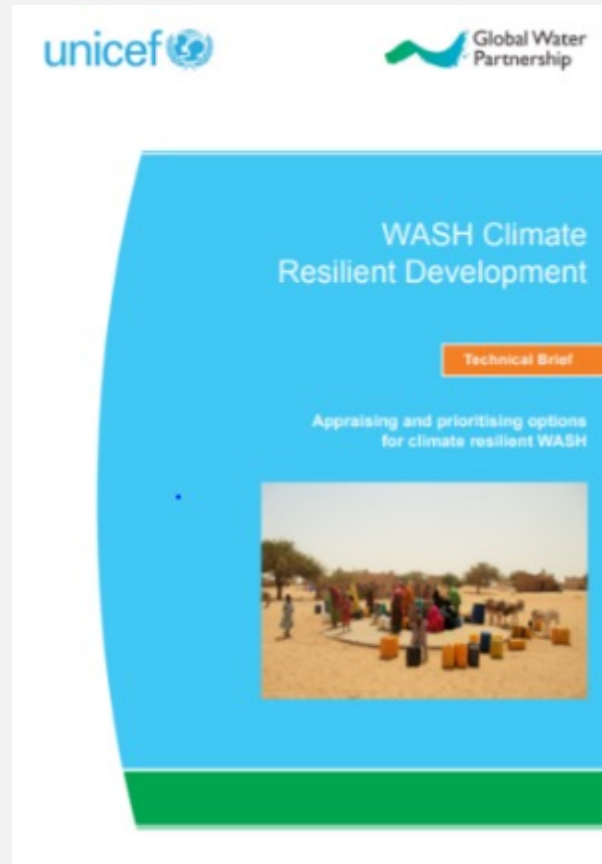 unicef
Global Water
Partnership
WASH Climate
Resilient Development
Technical Brief
Appraising and prioritising options
for climate resilient WASH